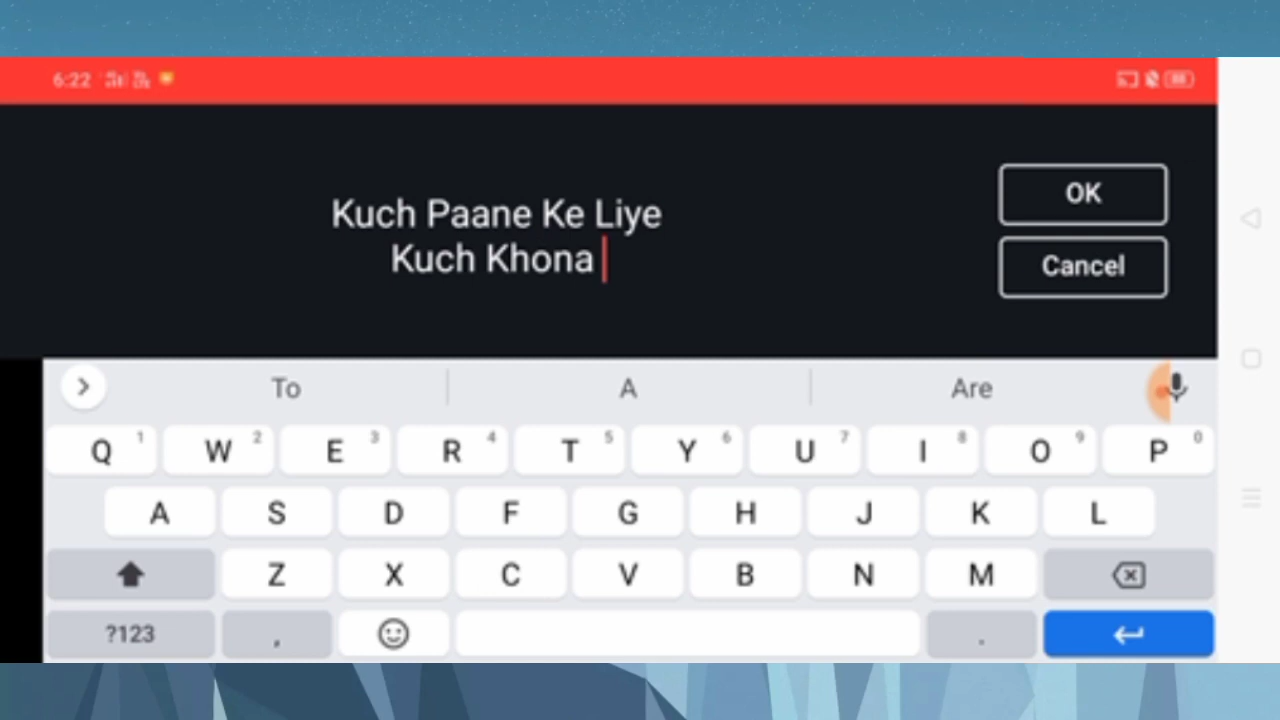 6:22
Kuch Paane Ke Liye
Kuch Khona
OK
Cancel
To A Are
Q 1 W 2 E 3 R 4 T 5 Y 6 U 7 I 8 O 9 P 0
A S D F G H J K L
Z X C V B N M
?123 , .